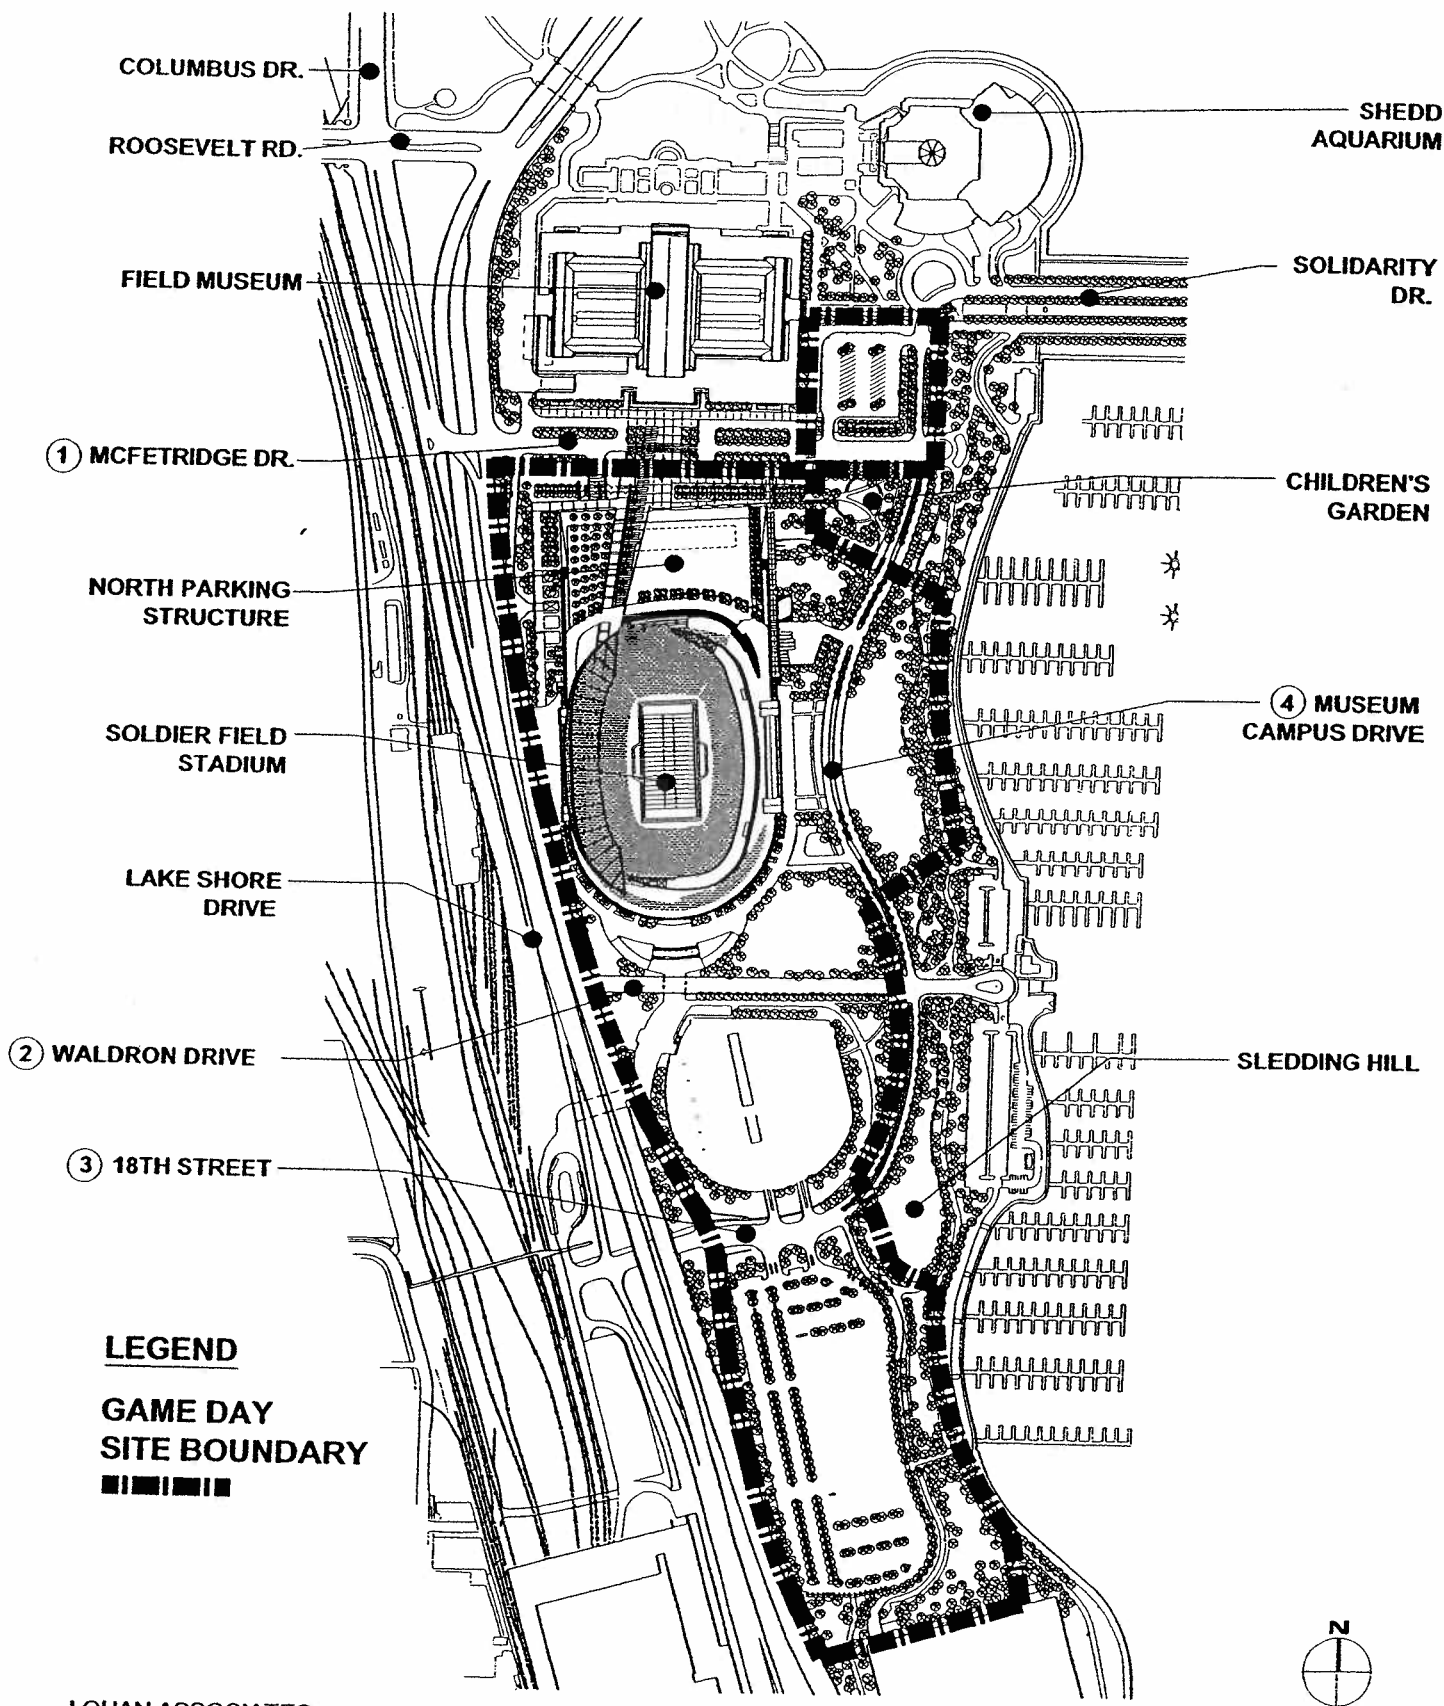 COLUMBUS DR.
ROOSEVELT RD.
SHEDD
AQUARIUM
FIELD MUSEUM
SOLIDARITY
DR.
1 MCFETRIDGE DR.
CHILDREN'S
GARDEN
NORTH PARKING
STRUCTURE
4 MUSEUM
CAMPUS DRIVE
SOLDIER FIELD
STADIUM
LAKE SHORE
DRIVE
2 WALDRON DRIVE
SLEDDING HILL
3 18TH STREET
LEGEND
GAME DAY
SITE BOUNDARY
N
LOHAN ASSOCIATES